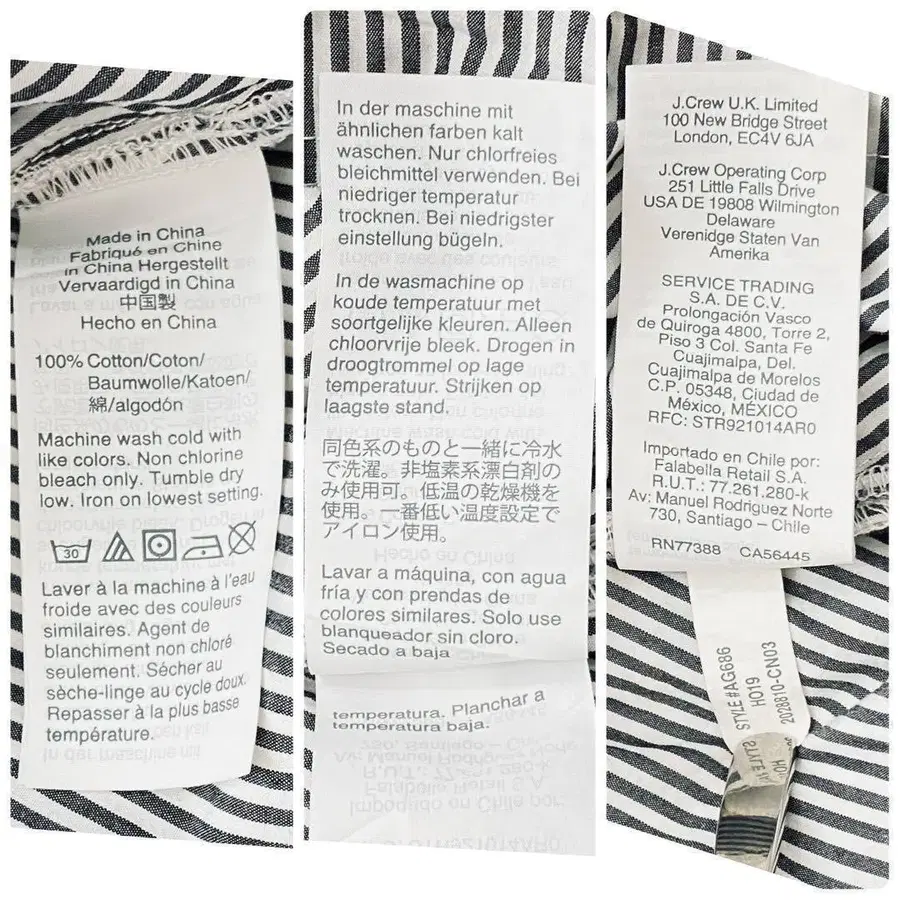 Made in China
Fabriqué en Chine
In China Hergestellt
Vervaardigd in China
中国製
Hecho en China
100% Cotton/Coton/
Baumwolle/Katoen/
綿/algodón
Machine wash cold with
like colors. Non chlorine
bleach only. Tumble dry
low. Iron on lowest setting.
30
Laver à la machine à l'eau
froide avec des couleurs
similaires. Agent de
blanchiment non chloré
seulement. Sécher au
sèche-linge au cycle doux.
Repasser à la plus basse
température.
In der maschine mit
ähnlichen farben kalt
waschen. Nur chlorfreies
bleichmittel verwenden. Bei
niedriger temperatur
trocknen. Bei niedrigster
einstellung bügeln.
In de wasmachine op
koude temperatuur met
soortgelijke kleuren. Alleen
chloorvrije bleek. Drogen in
droogtrommel op lage
temperatuur. Strijken op
laagste stand.
同色系のものと一緒に冷水
で洗濯。非塩素系漂白剤の
み使用可。低温の乾燥機を
使用。一番低い温度設定で
アイロン使用。
Lavar a máquina, con agua
fría y con prendas de
colores similares. Solo use
blanqueador sin cloro.
Secado a baja
temperatura. Planchar a
temperatura baja.
J.Crew U.K. Limited
100 New Bridge Street
London, EC4V 6JA
J.Crew Operating Corp
251 Little Falls Drive
USA DE 19808 Wilmington
Delaware
Verenidge Staten Van
Amerika
SERVICE TRADING
S.A. DE C.V.
Prolongación Vasco
de Quiroga 4800, Torre 2,
Piso 3 Col. Santa Fe
Cuajimalpa, Del.
Cuajimalpa de Morelos
C.P. 05348, Ciudad de
México, MÉXICO
RFC: STR921014AR0
Importado en Chile por:
Falabella Retail S.A.
R.U.T.: 77.261.280-k
Av: Manuel Rodriguez Norte
730, Santiago – Chile
RN77388 CA56445
STYLE#AG686
HO19
2028810-CN03